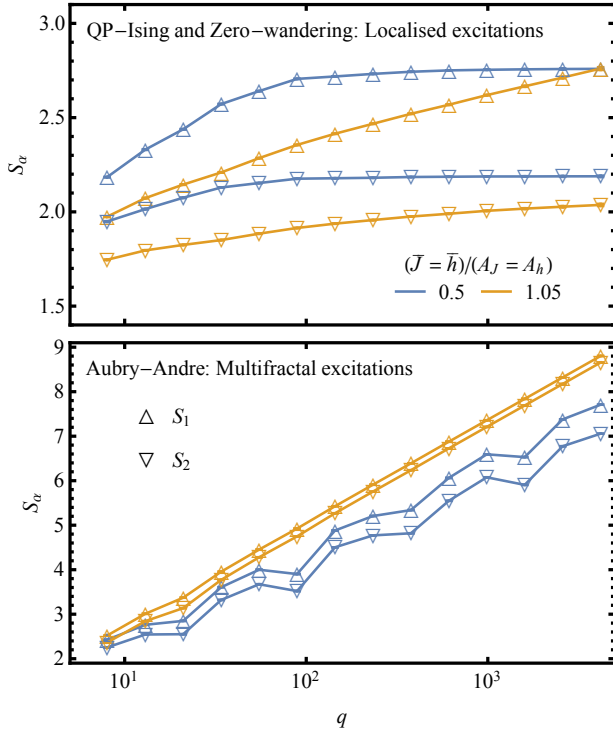 QP−Ising and Zero−wandering: Localised excitations
3.0
2.5
2.0
1.5
Sα
(J̅ = h̅)/(A_J = A_h)
0.5 1.05
Aubry−Andre: Multifractal excitations
9
8
7
6
5
4
3
2
Sα
S₁
S₂
10¹ 10² 10³
q